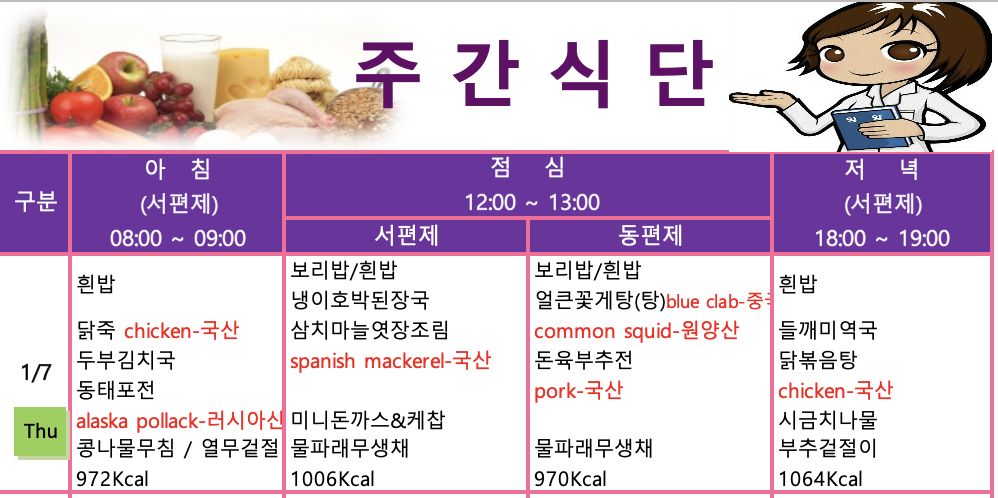 주간식단
구분
아 침
(서편제)
08:00 ~ 09:00
점 심
12:00 ~ 13:00
서편제
동편제
저 녁
(서편제)
18:00 ~ 19:00
1/7
Thu
흰밥
닭죽 chicken-국산
두부김치국
동태포전
alaska pollack-러시아산
콩나물무침 / 열무겉절
972Kcal
보리밥/흰밥
냉이호박된장국
삼치마늘엿장조림
spanish mackerel-국산
미니돈까스&케찹
물파래무생채
1006Kcal
보리밥/흰밥
얼큰꽃게탕(탕)blue clab-중
common squid-원양산
돈육부추전
pork-국산
물파래무생채
970Kcal
흰밥
들깨미역국
닭볶음탕
chicken-국산
시금치나물
부추겉절이
1064Kcal